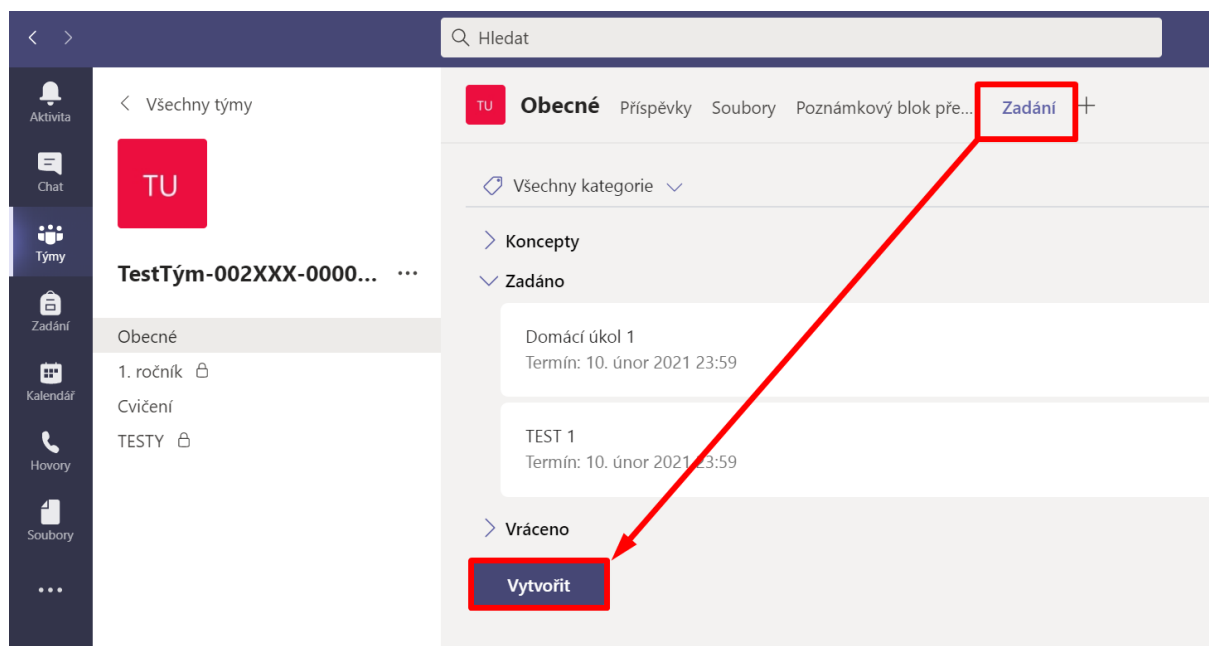 Hledat
Aktivita
Chat
Týmy
Zadání
Kalendář
Hovory
Soubory
Všechny týmy
TU
TestTým-002XXX-0000... ...
Obecné
1. ročník
Cvičení
TESTY
TU Obecné Příspěvky Soubory Poznámkový blok pře... Zadání +
Všechny kategorie
Koncepty
Zadáno
Domácí úkol 1
Termín: 10. únor 2021 23:59
TEST 1
Termín: 10. únor 2021 23:59
Vráceno
Vytvořit